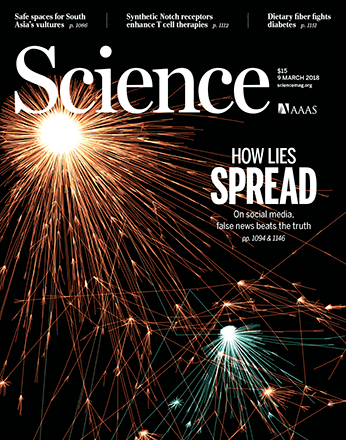 Safe spaces for South
Asia's vultures p. 1066
Synthetic Notch receptors
enhance T cell therapies p. 1112
Dietary fiber fights
diabetes p. 1151
Science
$15
9 MARCH 2018
sciencemag.org
AAAS
HOW LIES
SPREAD
On social media,
false news beats the truth
pp. 1094 & 1146